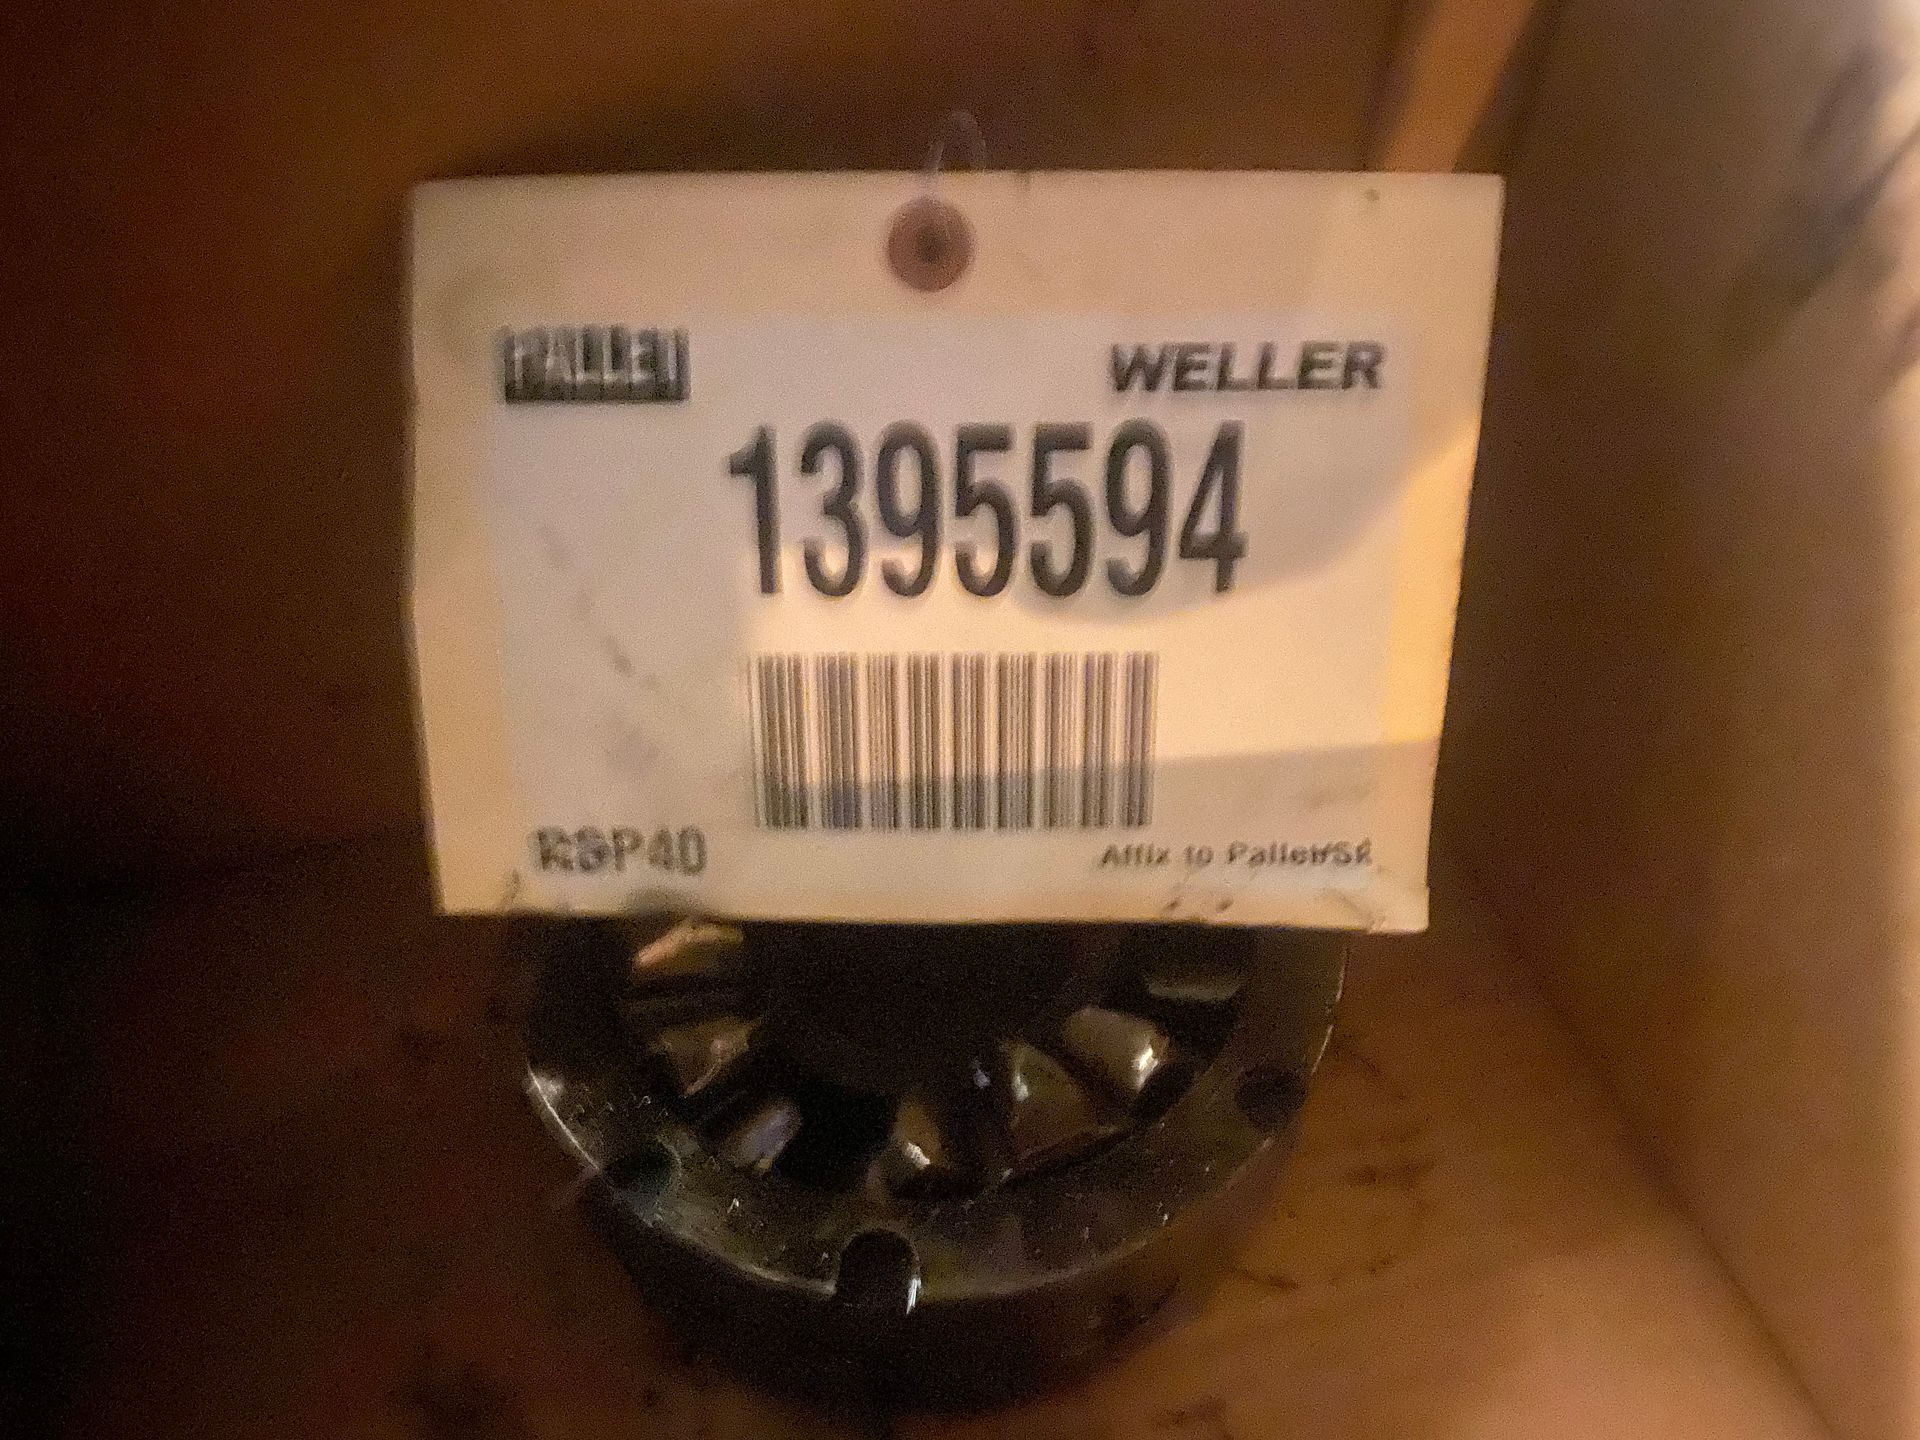 PALLET
WELLER
1395594
RSP40
Affix to Pallet/SR